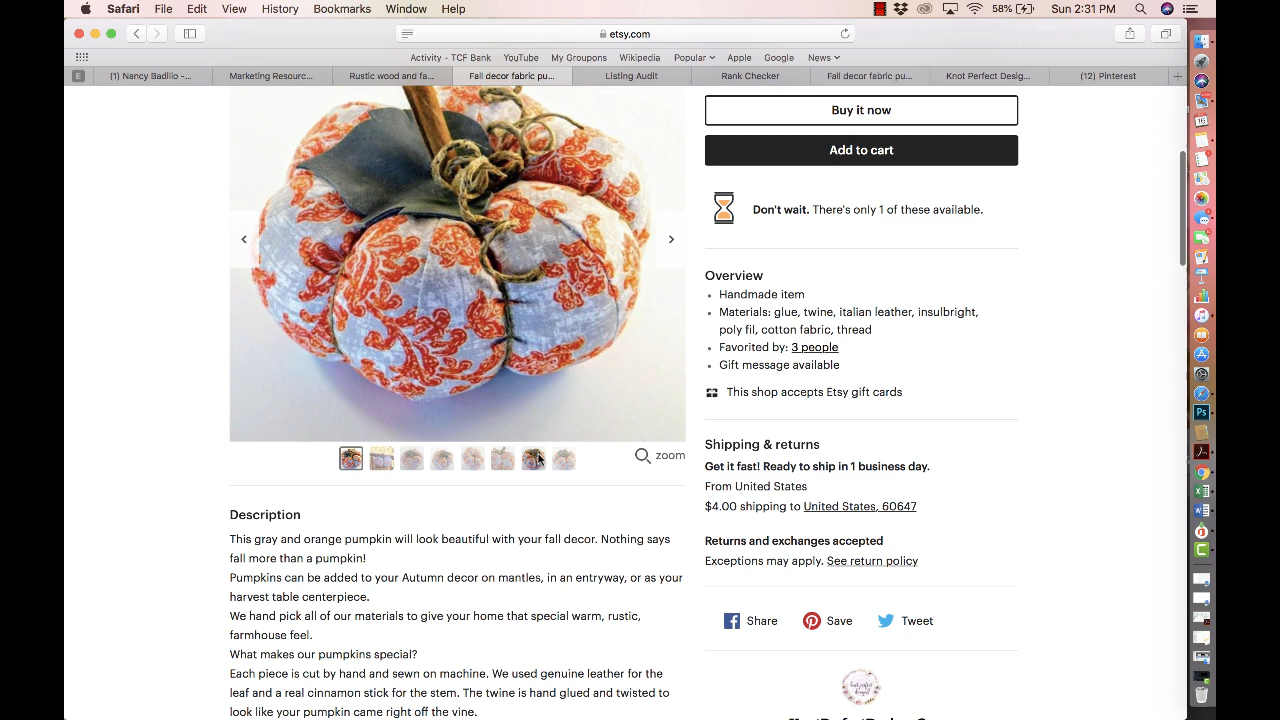 Safari File Edit View History Bookmarks Window Help 58% Sun 2:31 PM
etsy.com
Activity - TCF Bank YouTube My Groupons Wikipedia Popular Apple Google News
E (1) Nancy Badillo -... Marketing Resourc... Rustic wood and fa... Fall decor fabric pu... Listing Audit Rank Checker Fall decor fabric pu... Knot Perfect Desig... (12) Pinterest
Buy it now
Add to cart
Don't wait. There's only 1 of these available.
Overview
Handmade item
Materials: glue, twine, italian leather, insulbright,
poly fil, cotton fabric, thread
Favorited by: 3 people
Gift message available
This shop accepts Etsy gift cards
Shipping & returns
Get it fast! Ready to ship in 1 business day.
From United States
$4.00 shipping to United States, 60647
Returns and exchanges accepted
Exceptions may apply. See return policy
Share Save Tweet
zoom
Description
This gray and orange pumpkin will look beautiful with your fall decor. Nothing says
fall more than a pumpkin!
Pumpkins can be added to your Autumn decor on mantles, in an entryway, or as your
harvest table centerpiece.
We hand pick all of our materials to give your home that special warm, rustic,
farmhouse feel.
What makes our pumpkins special?
Each piece is cut by hand and sewn on machine. We used genuine leather for the
leaf and a real cinnamon stick for the stem. The twine is hand glued and twisted to
look like your pumpkin came right off the vine.
16
Ps